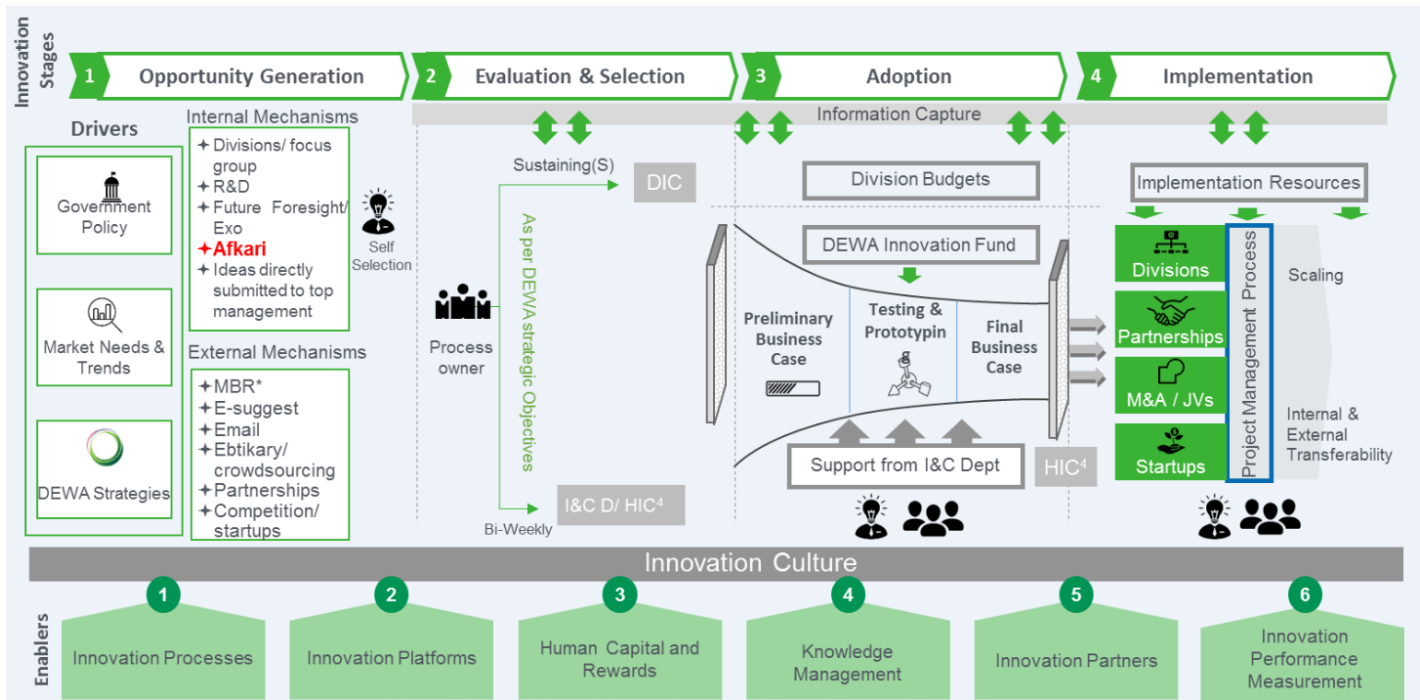 Innovation
Stages
1
Opportunity Generation
2
Evaluation & Selection
3
Adoption
4
Implementation
Information Capture
Drivers
Government
Policy
Market Needs &
Trends
DEWA Strategies
Internal Mechanisms
Divisions/ focus
group
R&D
Future Foresight/
Exo
Afkari
Ideas directly
submitted to top
management
Self
Selection
External Mechanisms
MBR*
E-suggest
Email
Ebtikary/
crowdsourcing
Partnerships
Competition/
startups
Process
owner
Sustaining(S)
DIC
As per DEWA strategic Objectives
Bi-Weekly
I&C D/ HIC⁴
Division Budgets
DEWA Innovation Fund
Preliminary
Business
Case
Testing &
Prototypin
g
Final
Business
Case
Support from I&C Dept
HIC⁴
Implementation Resources
Divisions
Partnerships
M&A / JVs
Startups
Project Management Process
Scaling
Internal &
External
Transferability
Innovation Culture
Enablers
1
Innovation Processes
2
Innovation Platforms
3
Human Capital and
Rewards
4
Knowledge
Management
5
Innovation Partners
6
Innovation
Performance
Measurement